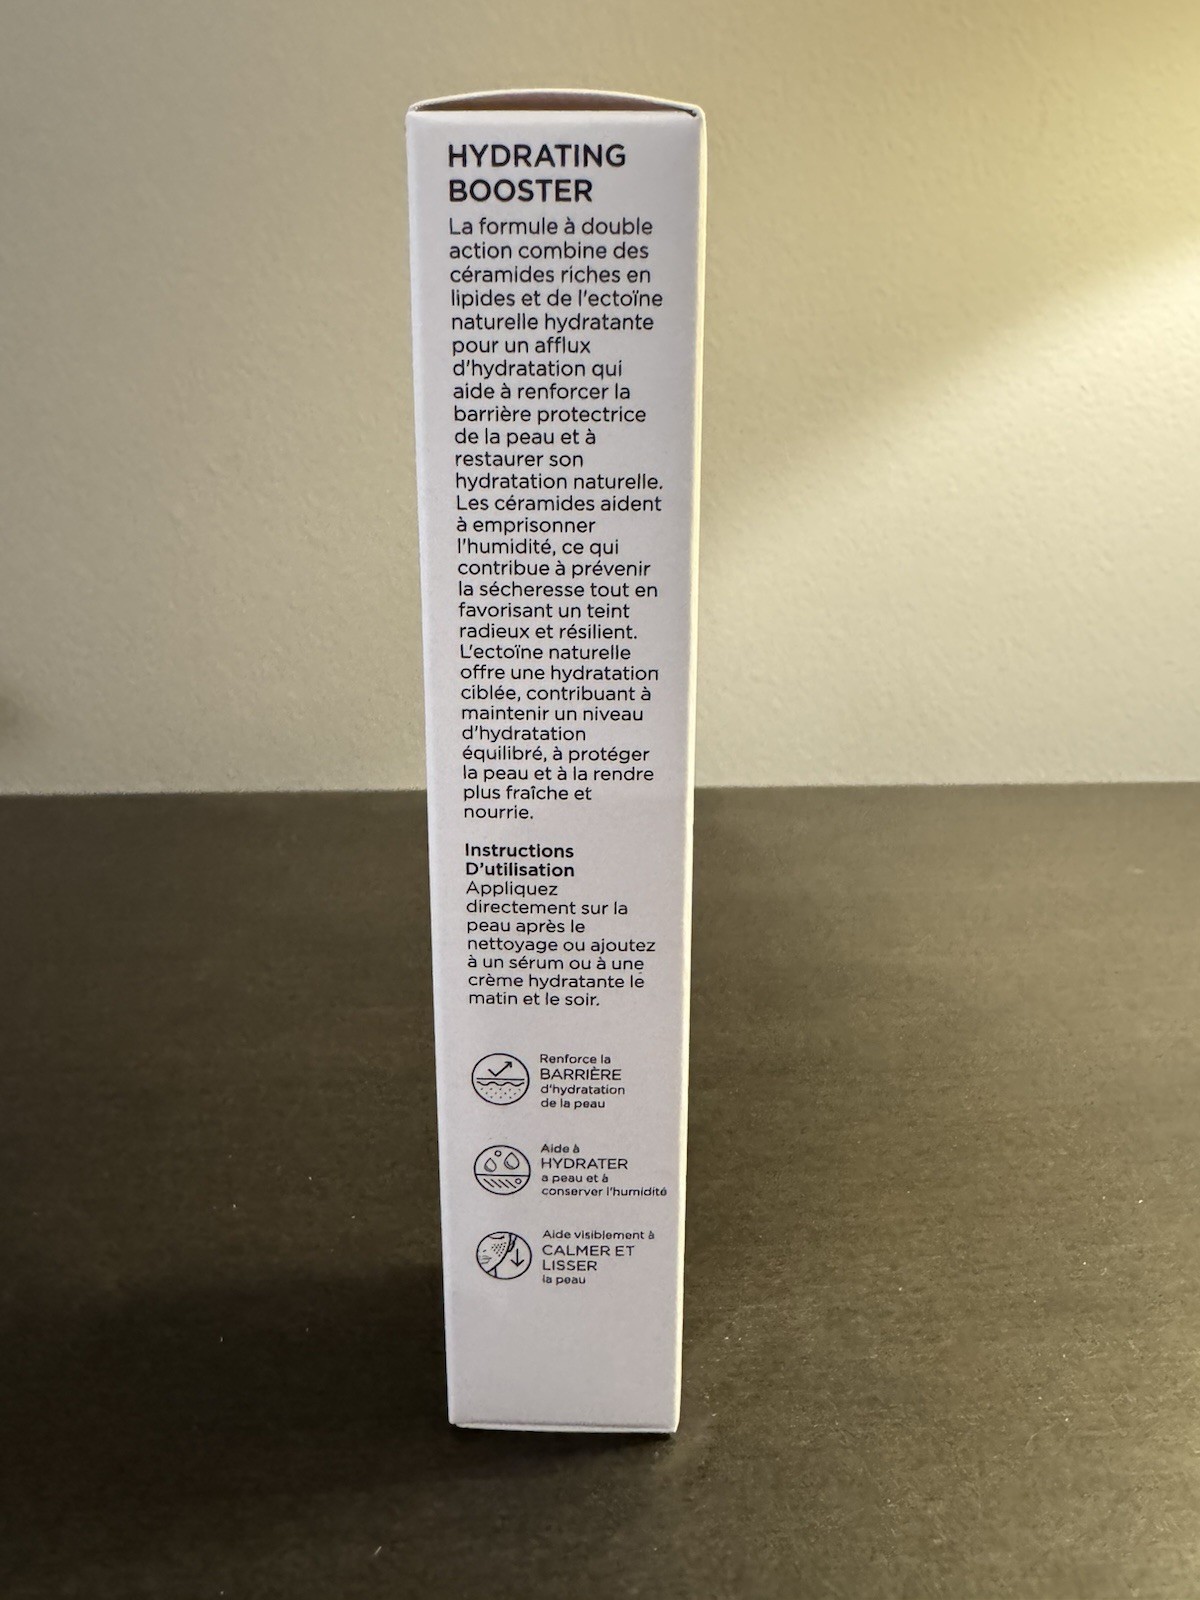 HYDRATING
BOOSTER
La formule à double
action combine des
céramides riches en
lipides et de l'ectoïne
naturelle hydratante
pour un afflux
d'hydratation qui
aide à renforcer la
barrière protectrice
de la peau et à
restaurer son
hydratation naturelle.
Les céramides aident
à emprisonner
l'humidité, ce qui
contribue à prévenir
la sécheresse tout en
favorisant un teint
radieux et résilient.
L'ectoïne naturelle
offre une hydratation
ciblée, contribuant à
maintenir un niveau
d'hydratation
équilibré, à protéger
la peau et à la rendre
plus fraîche et
nourrie.
Instructions
D'utilisation
Appliquez
directement sur la
peau après le
nettoyage ou ajoutez
à un sérum ou à une
crème hydratante le
matin et le soir.
Renforce la
BARRIÈRE
d'hydratation
de la peau
Aide à
HYDRATER
a peau et à
conserver l'humidité
Aide visiblement à
CALMER ET
LISSER
la peau